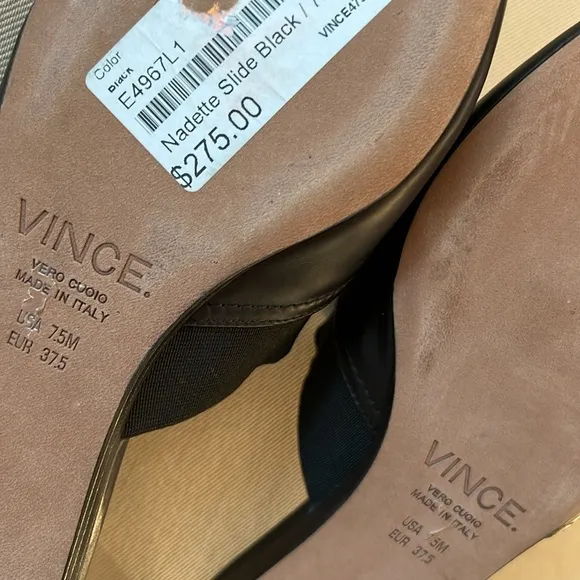 Color
Black
E4967L1
Nadette Slide Black / 7
$275.00
VINCE.
VERO CUOIO
MADE IN ITALY
USA 7.5M
EUR 37.5
VINCE.
VERO CUOIO
MADE IN ITALY
USA 7.5M
EUR 37.5